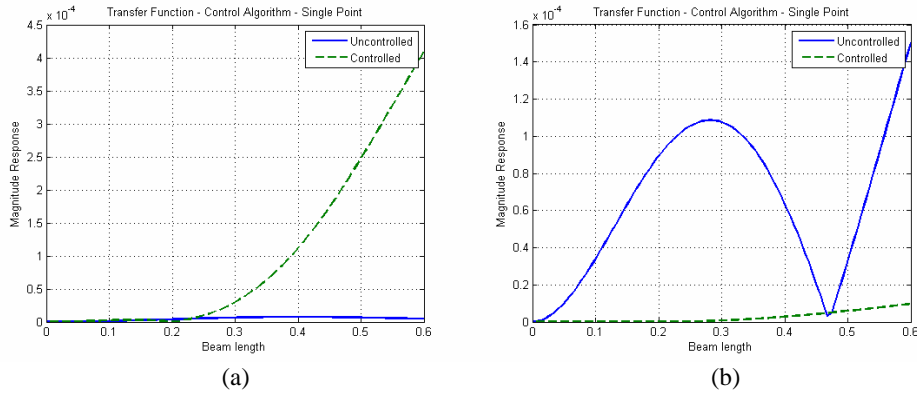 Transfer Function - Control Algorithm - Single Point
x 10⁻⁴
4.5
4
3.5
3
2.5
2
1.5
1
0.5
0
Magnitude Response
Uncontrolled
Controlled
0 0.1 0.2 0.3 0.4 0.5 0.6
Beam length
(a)
Transfer Function - Control Algorithm - Single Point
x 10⁻⁴
1.6
1.4
1.2
1
0.8
0.6
0.4
0.2
0
Magnitude Response
Uncontrolled
Controlled
0 0.1 0.2 0.3 0.4 0.5 0.6
Beam length
(b)